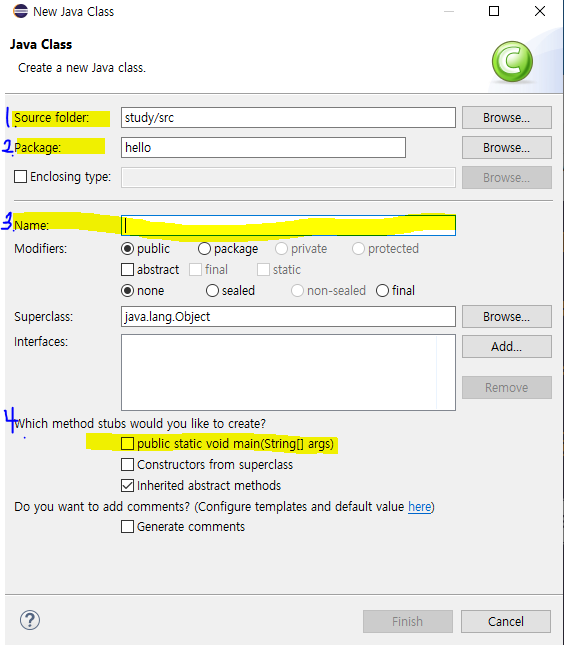 New Java Class
Java Class
Create a new Java class.
C
1 Source folder: study/src Browse...
2. Package: hello Browse...
Enclosing type: Browse...
3. Name:
Modifiers: public package private protected
abstract final static
none sealed non-sealed final
Superclass: java.lang.Object Browse...
Interfaces: Add...
Remove
4. Which method stubs would you like to create?
public static void main(String[] args)
Constructors from superclass
Inherited abstract methods
Do you want to add comments? (Configure templates and default value here)
Generate comments
? Finish Cancel